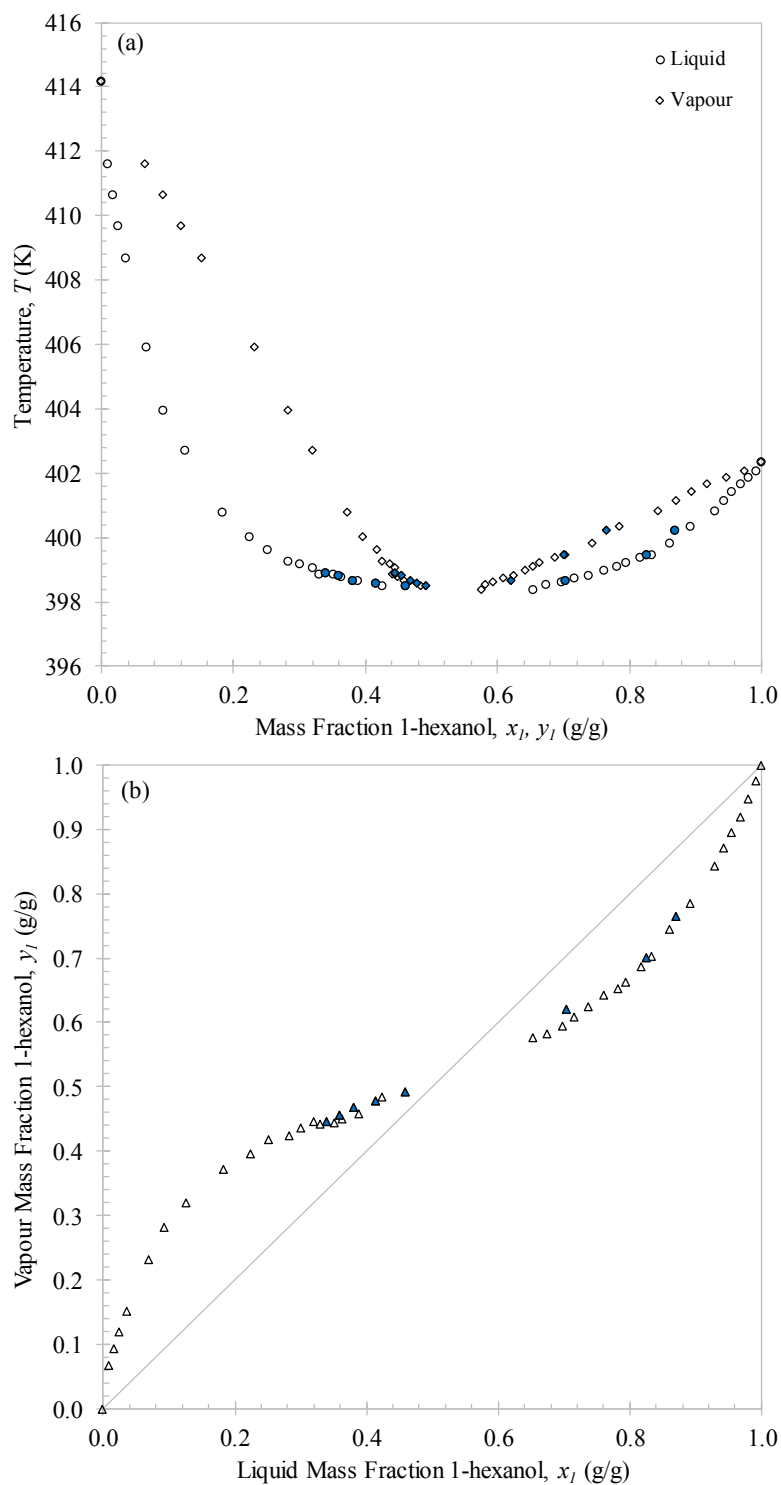 (a)
Liquid
Vapour
416
414
412
410
408
406
404
402
400
398
396
Temperature, T (K)
0.0 0.2 0.4 0.6 0.8 1.0
Mass Fraction 1-hexanol, x1, y1 (g/g)
(b)
1.0
0.9
0.8
0.7
0.6
0.5
0.4
0.3
0.2
0.1
0.0
Vapour Mass Fraction 1-hexanol, y1 (g/g)
0.0 0.2 0.4 0.6 0.8 1.0
Liquid Mass Fraction 1-hexanol, x1 (g/g)